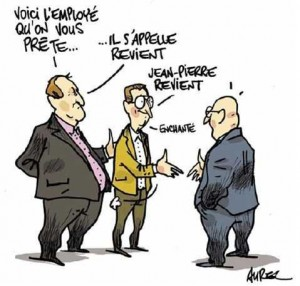 VOICI L'EMPLOYÉ
QU'ON VOUS
PRÊTE...
...IL S'APPELLE
REVIENT
JEAN-PIERRE
REVIENT
ENCHANTÉ
AUREL